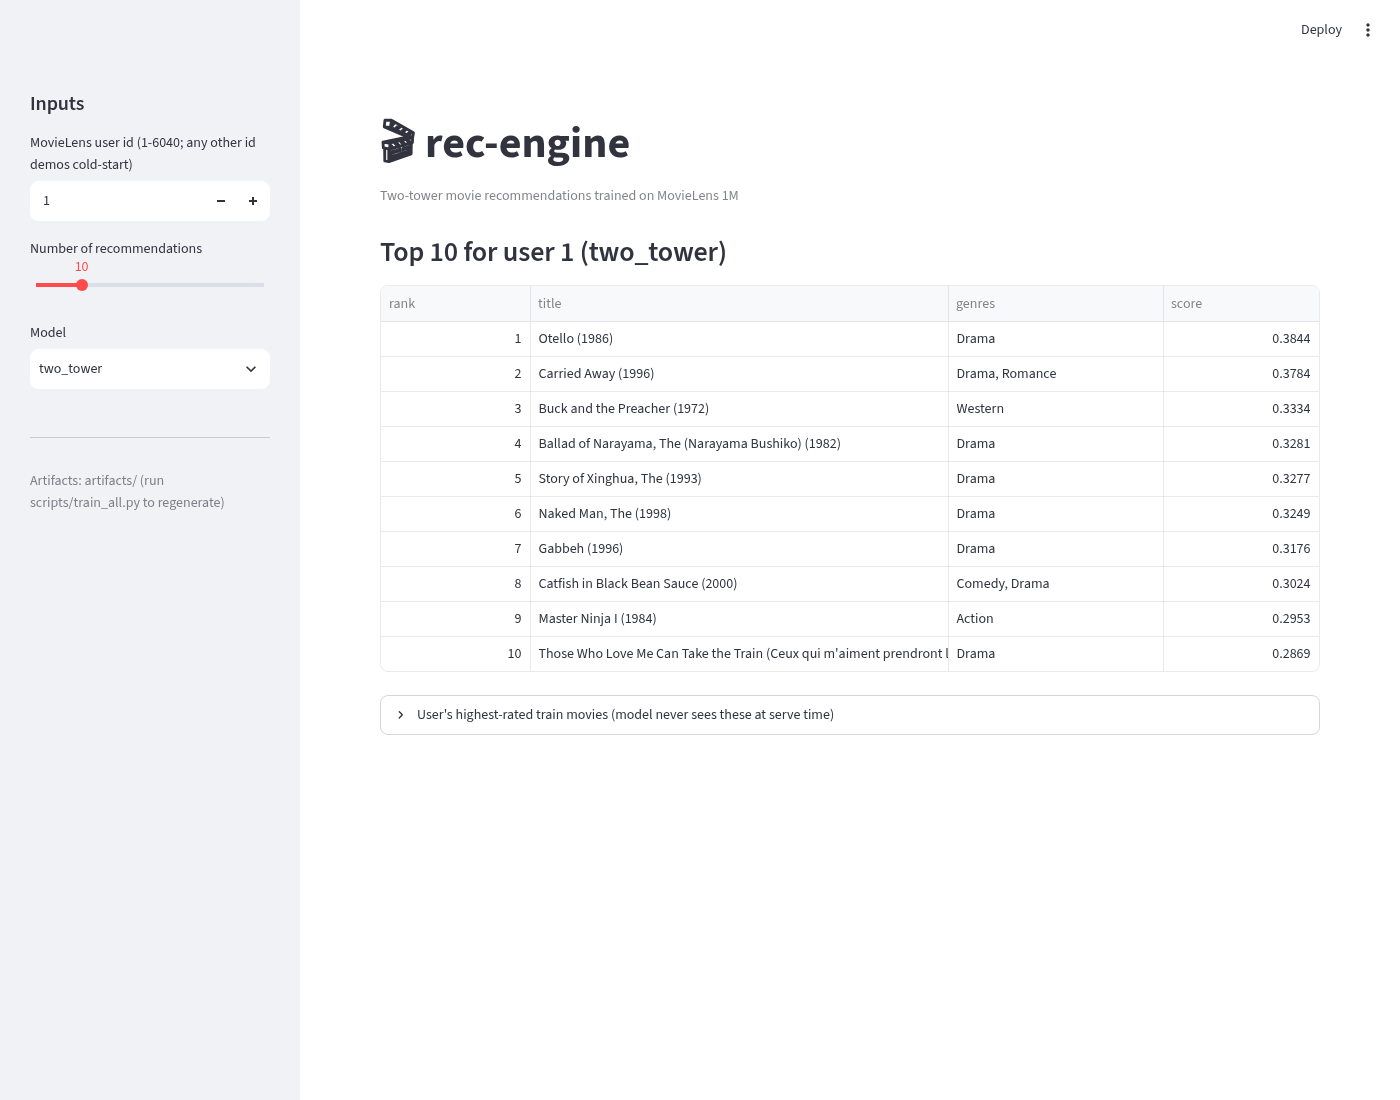 Deploy
Inputs
MovieLens user id (1-6040; any other id
demos cold-start)
1
Number of recommendations
10
Model
two_tower
Artifacts: artifacts/ (run
scripts/train_all.py to regenerate)
rec-engine
Two-tower movie recommendations trained on MovieLens 1M
Top 10 for user 1 (two_tower)
rank title genres score
1 Otello (1986) Drama 0.3844
2 Carried Away (1996) Drama, Romance 0.3784
3 Buck and the Preacher (1972) Western 0.3334
4 Ballad of Narayama, The (Narayama Bushiko) (1982) Drama 0.3281
5 Story of Xinghua, The (1993) Drama 0.3277
6 Naked Man, The (1998) Drama 0.3249
7 Gabbeh (1996) Drama 0.3176
8 Catfish in Black Bean Sauce (2000) Comedy, Drama 0.3024
9 Master Ninja I (1984) Action 0.2953
10 Those Who Love Me Can Take the Train (Ceux qui m'aiment prendront l Drama 0.2869
User's highest-rated train movies (model never sees these at serve time)